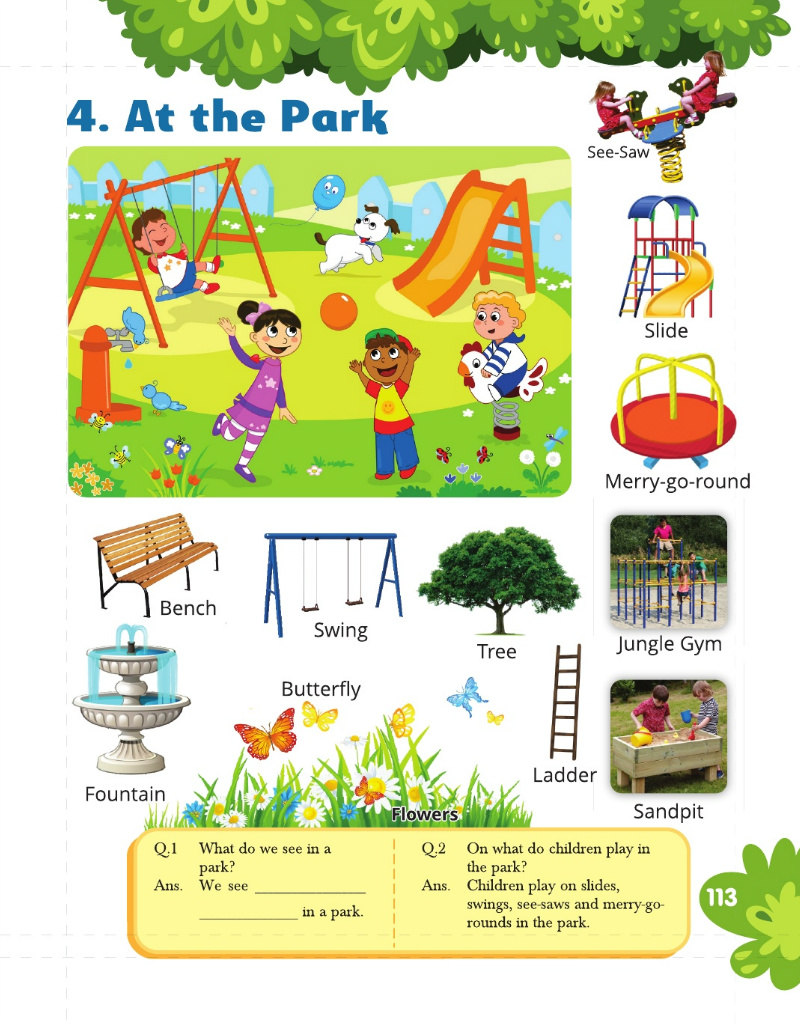 4. At the Park
See-Saw
Slide
Merry-go-round
Bench
Swing
Tree
Jungle Gym
Butterfly
Fountain
Ladder
Flowers
Sandpit
Q.1 What do we see in a
park?
Ans. We see ______________
____________ in a park.
Q.2 On what do children play in
the park?
Ans. Children play on slides,
swings, see-saws and merry-go-
rounds in the park.
113